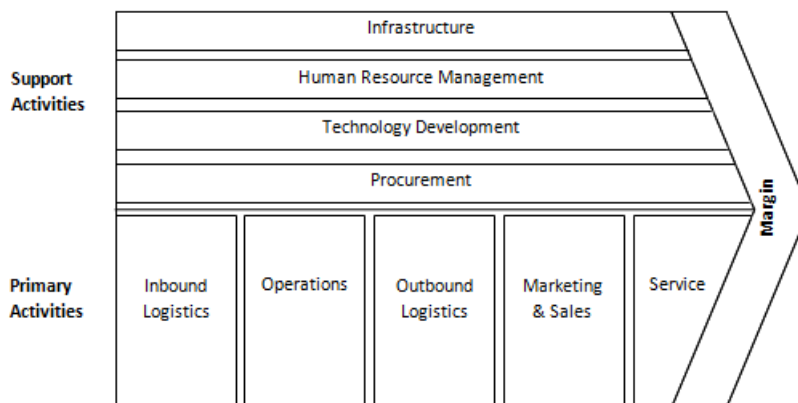 Infrastructure
Support
Activities
Human Resource Management
Technology Development
Procurement
Margin
Primary
Activities
Inbound
Logistics
Operations
Outbound
Logistics
Marketing
& Sales
Service